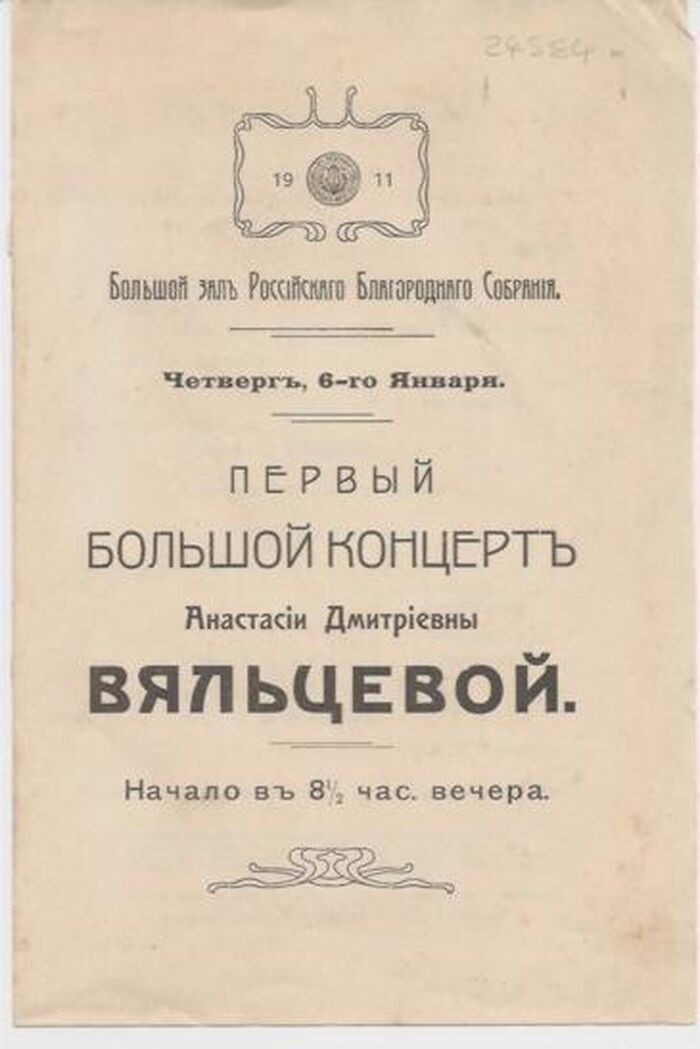 24584
19 11
Большой залъ Россійскаго Благороднаго Собранія.
Четвергъ, 6-го Января.
ПЕРВЫЙ
БОЛЬШОЙ КОНЦЕРТЪ
Анастасіи Дмитріевны
ВЯЛЬЦЕВОЙ.
Начало въ 8½ час. вечера.